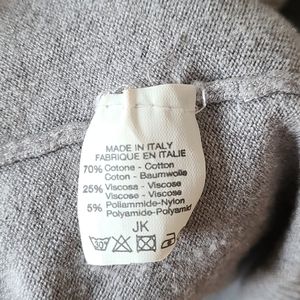 MADE IN ITALY
FABRIQUE EN ITALIE
70% Cotone - Cotton
Coton - Baumwolle
25% Viscosa - Viscose
Viscose - Viscose
5% Poliammide-Nylon
Polyamide-Polyamid
JK